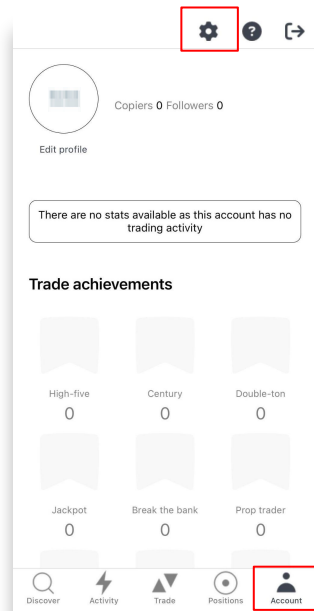 Copiers 0 Followers 0
Edit profile
There are no stats available as this account has no
trading activity
Trade achievements
High-five
Century
Double-ton
0
0
0
Jackpot
Break the bank
Prop trader
0
0
0
Discover
Activity
Trade
Positions
Account